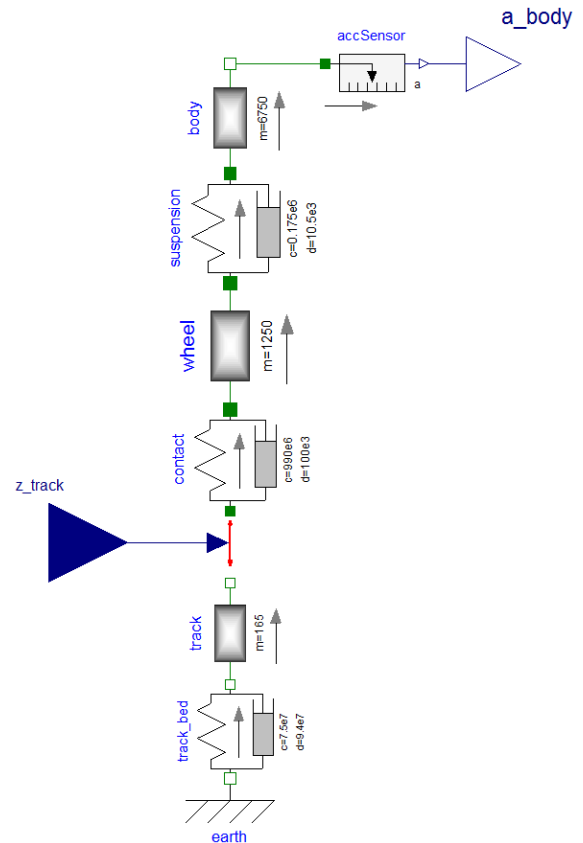 a_body
accSensor
a
body
m=6750
suspension
c=0.175e6
d=10.5e3
wheel
m=1250
contact
c=990e6
d=100e3
z_track
track
m=165
track_bed
c=7.5e7
d=9.4e7
earth